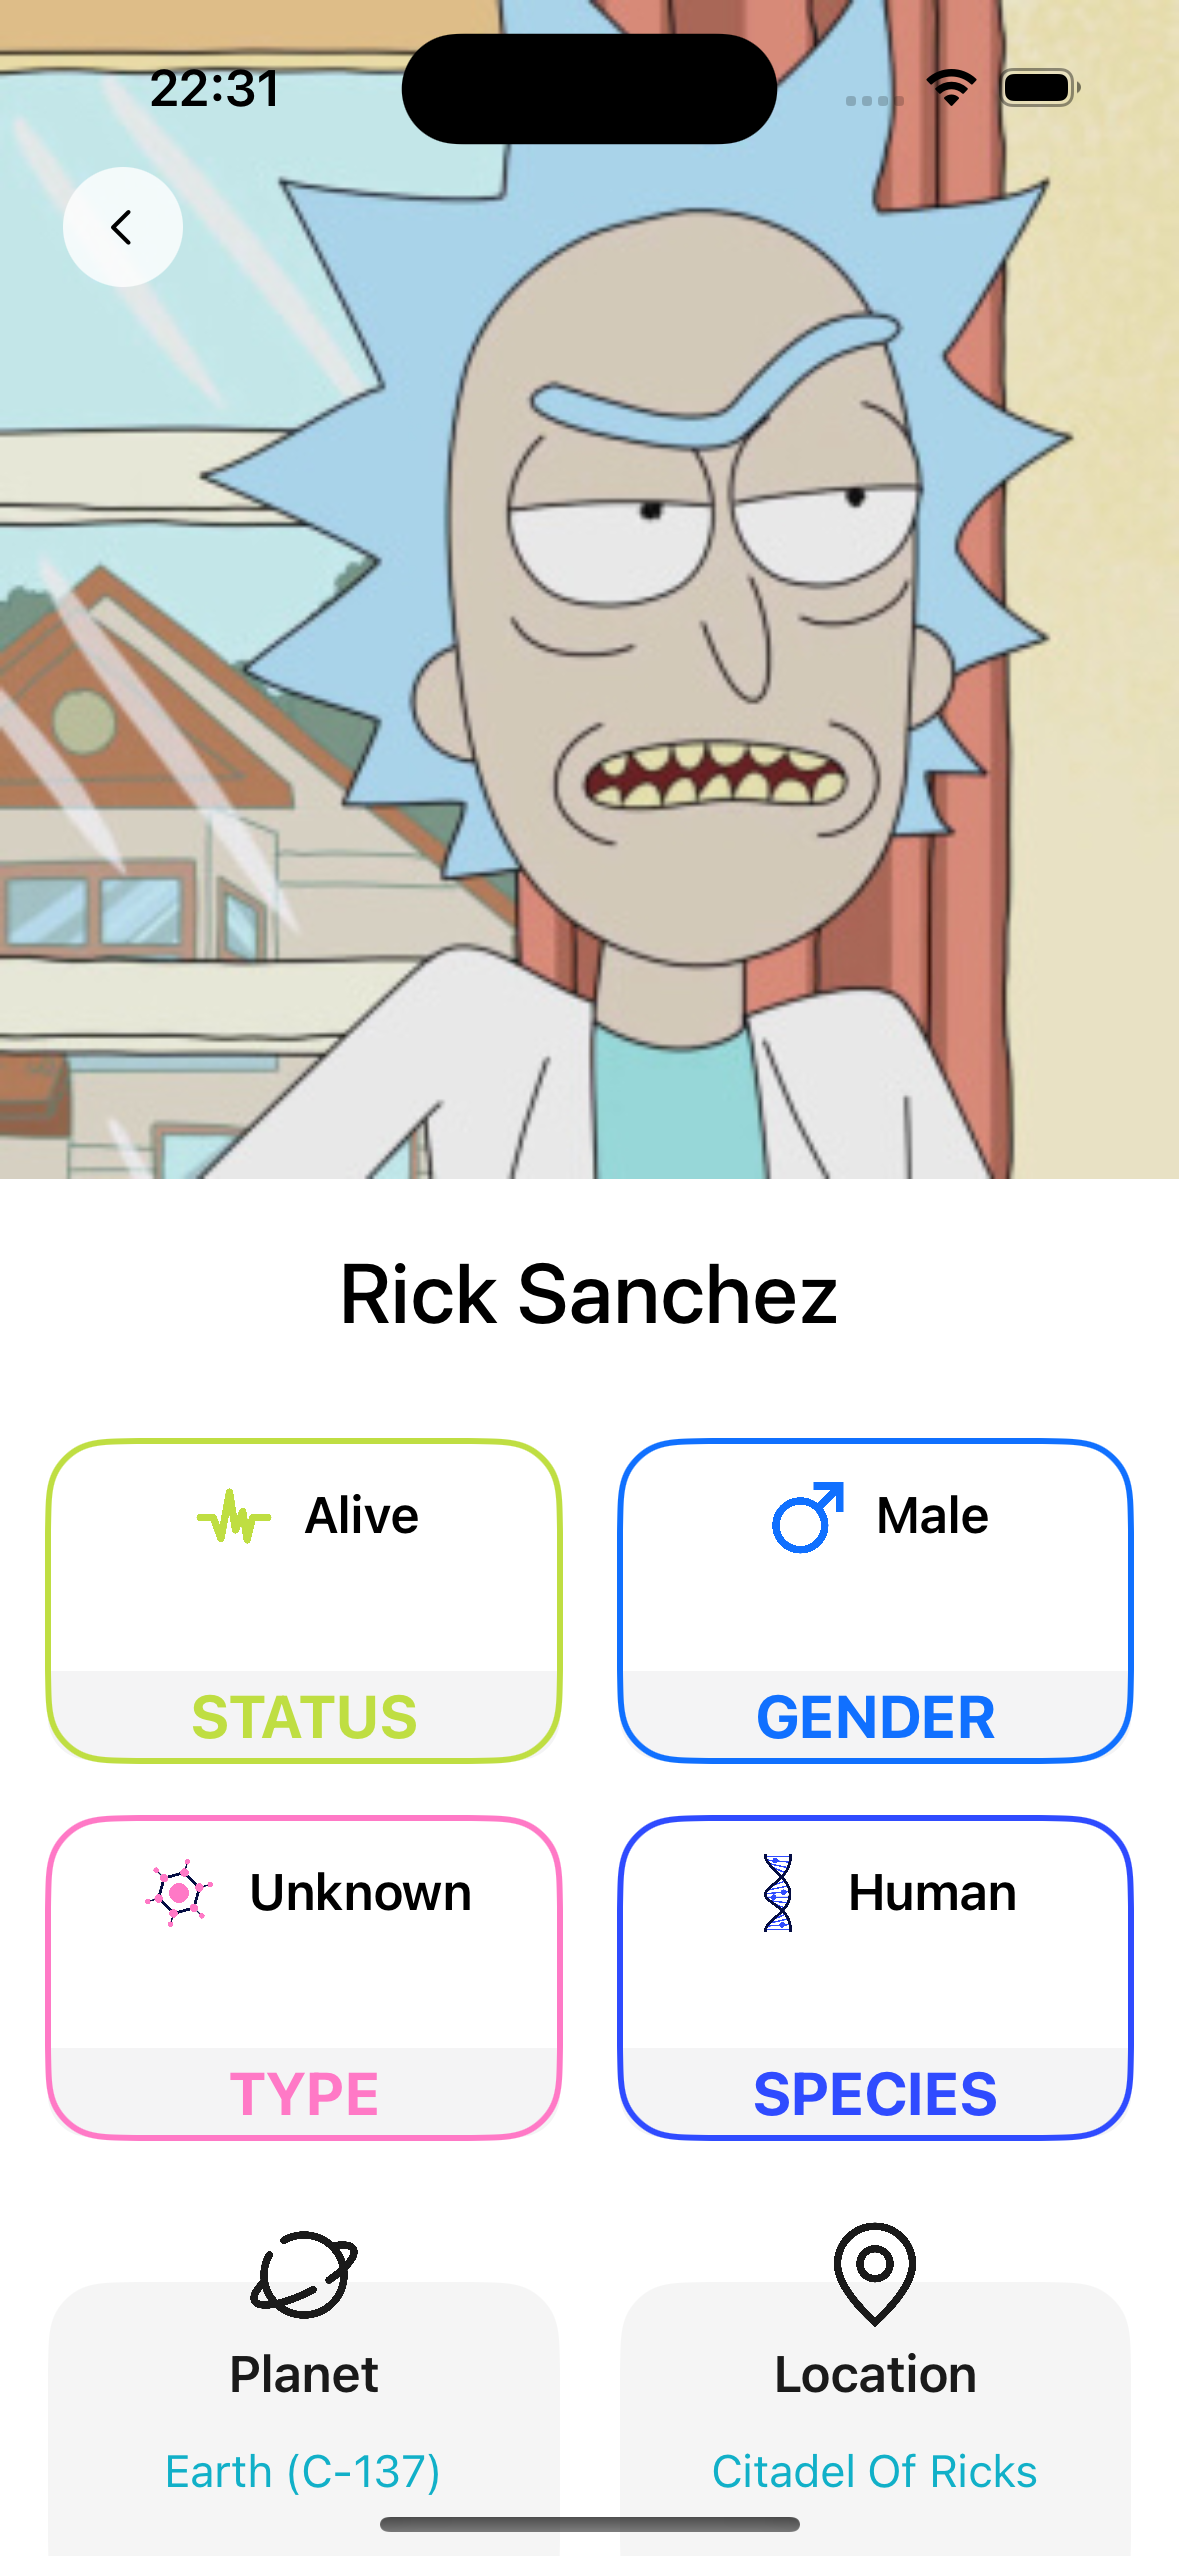 22:31
Rick Sanchez
Alive
Male
STATUS
GENDER
Unknown
Human
TYPE
SPECIES
Planet
Location
Earth (C-137)
Citadel Of Ricks